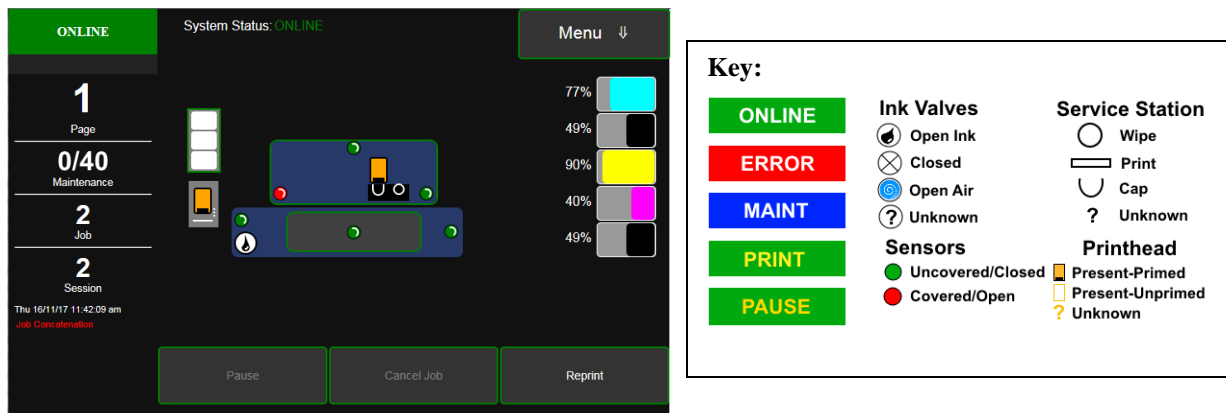 ONLINE
System Status: ONLINE
Menu ⇓
1
Page
0/40
Maintenance
2
Job
2
Session
Thu 16/11/17 11:42:09 am
Job Concatenation
77%
49%
90%
40%
49%
Pause
Cancel Job
Reprint
Key:
ONLINE
ERROR
MAINT
PRINT
PAUSE
Ink Valves
Open Ink
Closed
Open Air
? Unknown
Sensors
Uncovered/Closed
Covered/Open
Service Station
Wipe
Print
Cap
? Unknown
Printhead
Present-Primed
Present-Unprimed
? Unknown